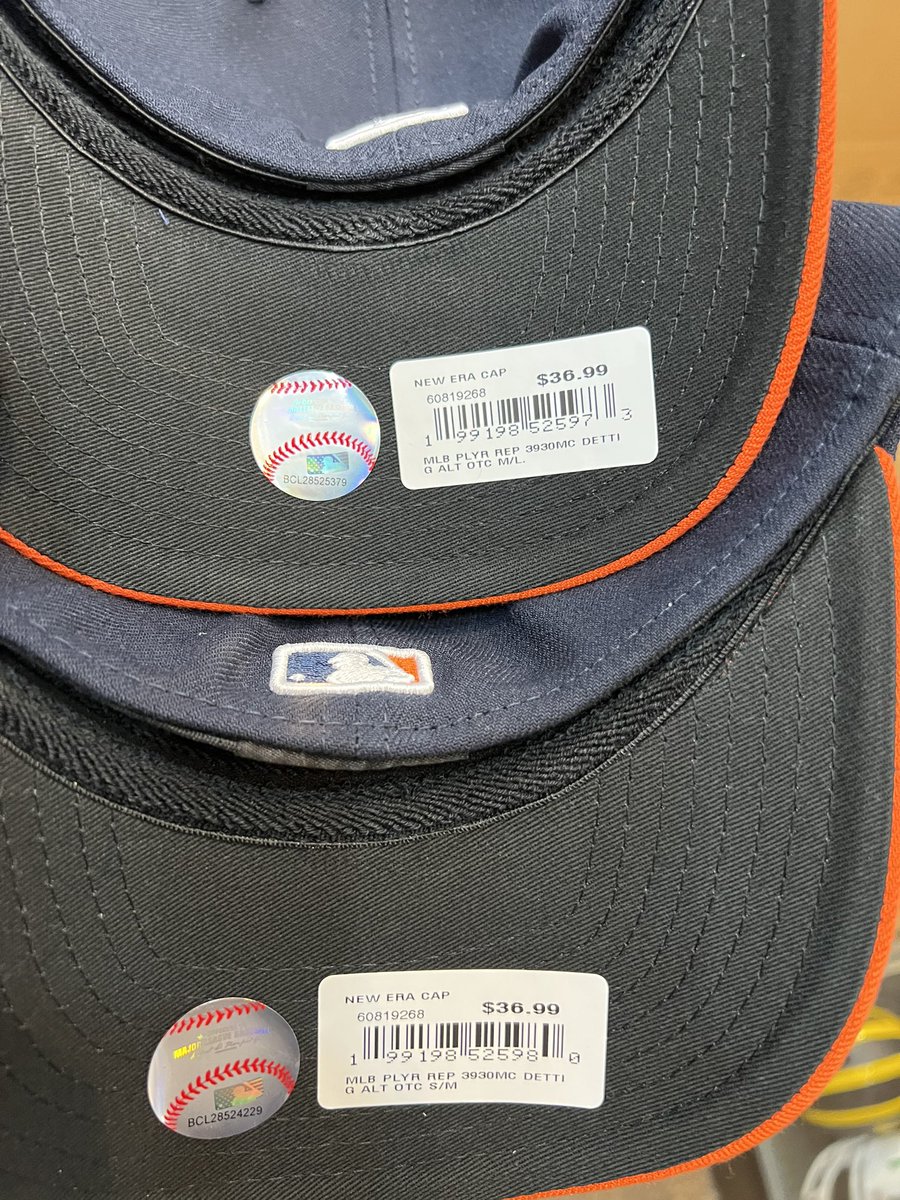 NEW ERA CAP $36.99
60819268
1 99198 52597 3
MLB PLYR REP 3930MC DETTI
G ALT OTC M/L.
BCL28525379
NEW ERA CAP $36.99
60819268
1 99198 52598 0
MLB PLYR REP 3930MC DETTI
G ALT OTC S/M
BCL28524229